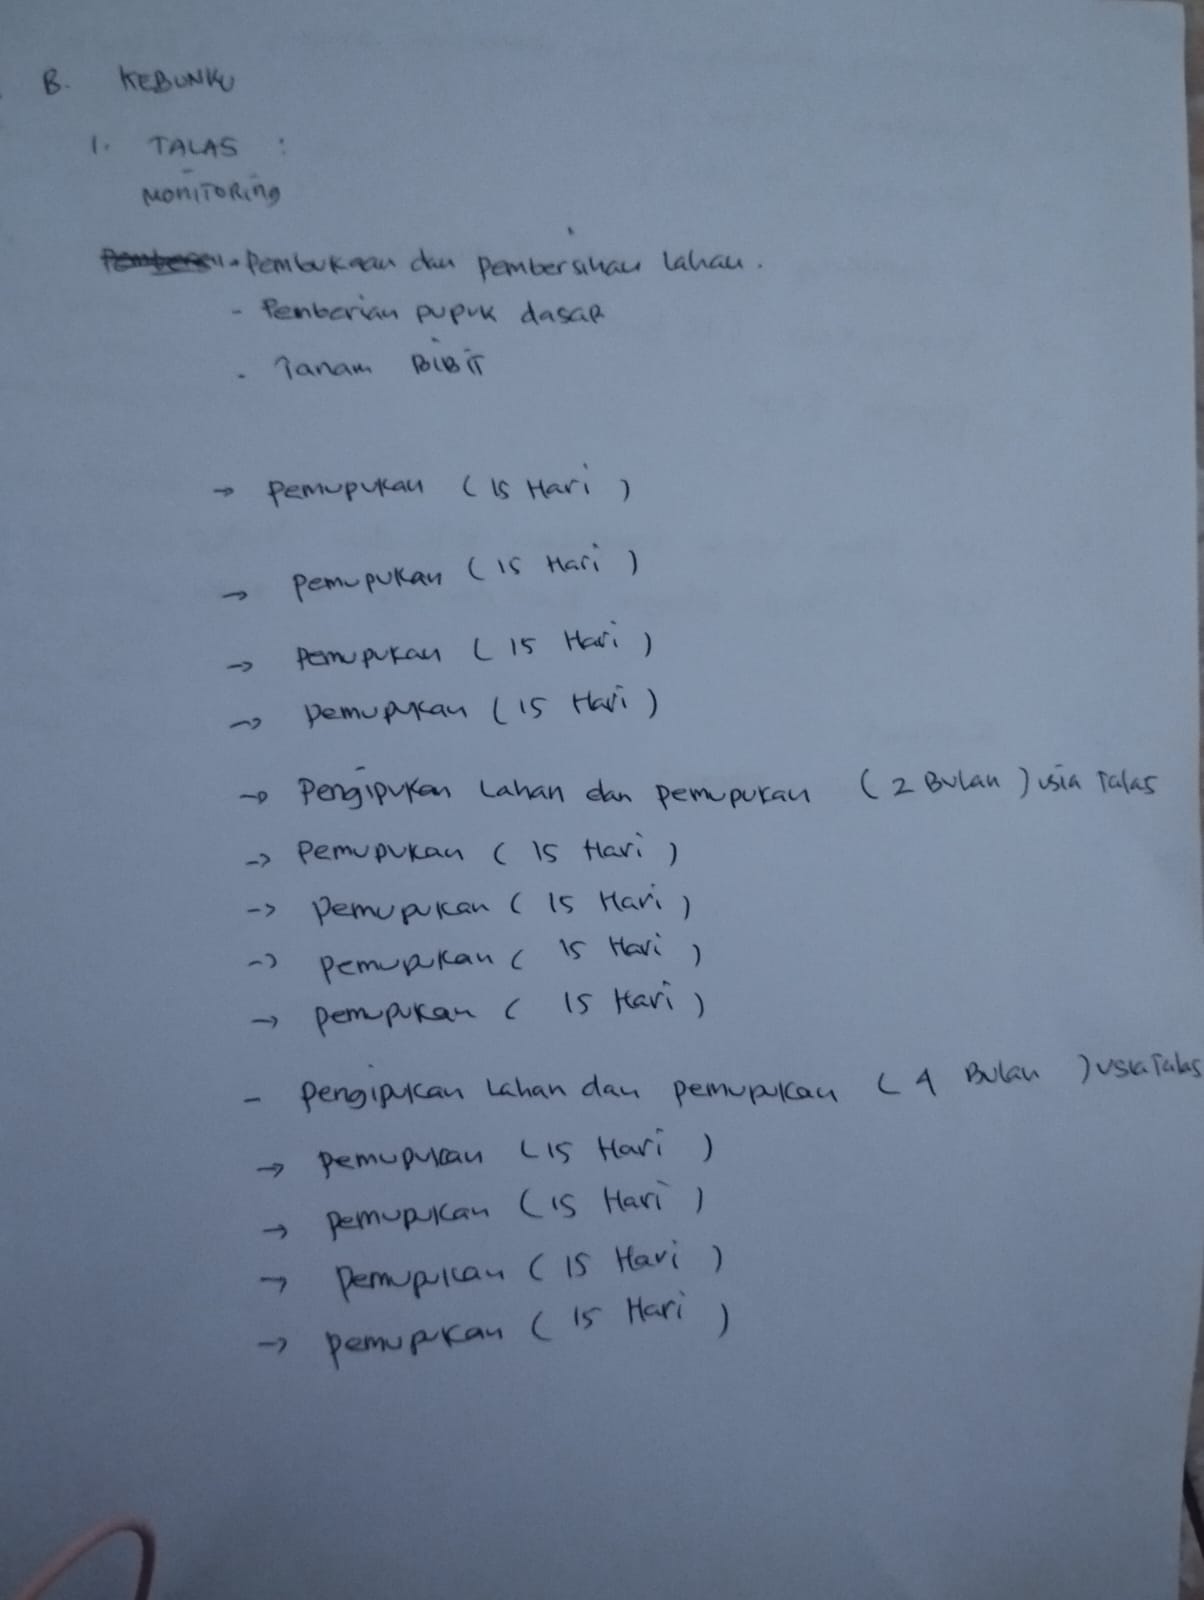 B. KEBUNKU
1. TALAS :
MONITORING
- Pembukaan dan pembersihan lahan.
- Pemberian pupuk dasar
- Tanam BIBIT
→ Pemupukan (15 Hari)
→ Pemupukan (15 Hari)
→ Pemupukan (15 Hari)
→ Pemupukan (15 Hari)
→ Pengipukan Lahan dan pemupukan (2 Bulan) usia Talas
→ Pemupukan (15 Hari)
→ Pemupukan (15 Hari)
→ Pemupukan (15 Hari)
→ Pemupukan (15 Hari)
- Pengipukan Lahan dan pemupukan (4 Bulan) usia Talas
→ Pemupukan (15 Hari)
→ Pemupukan (15 Hari)
→ Pemupukan (15 Hari)
→ Pemupukan (15 Hari)